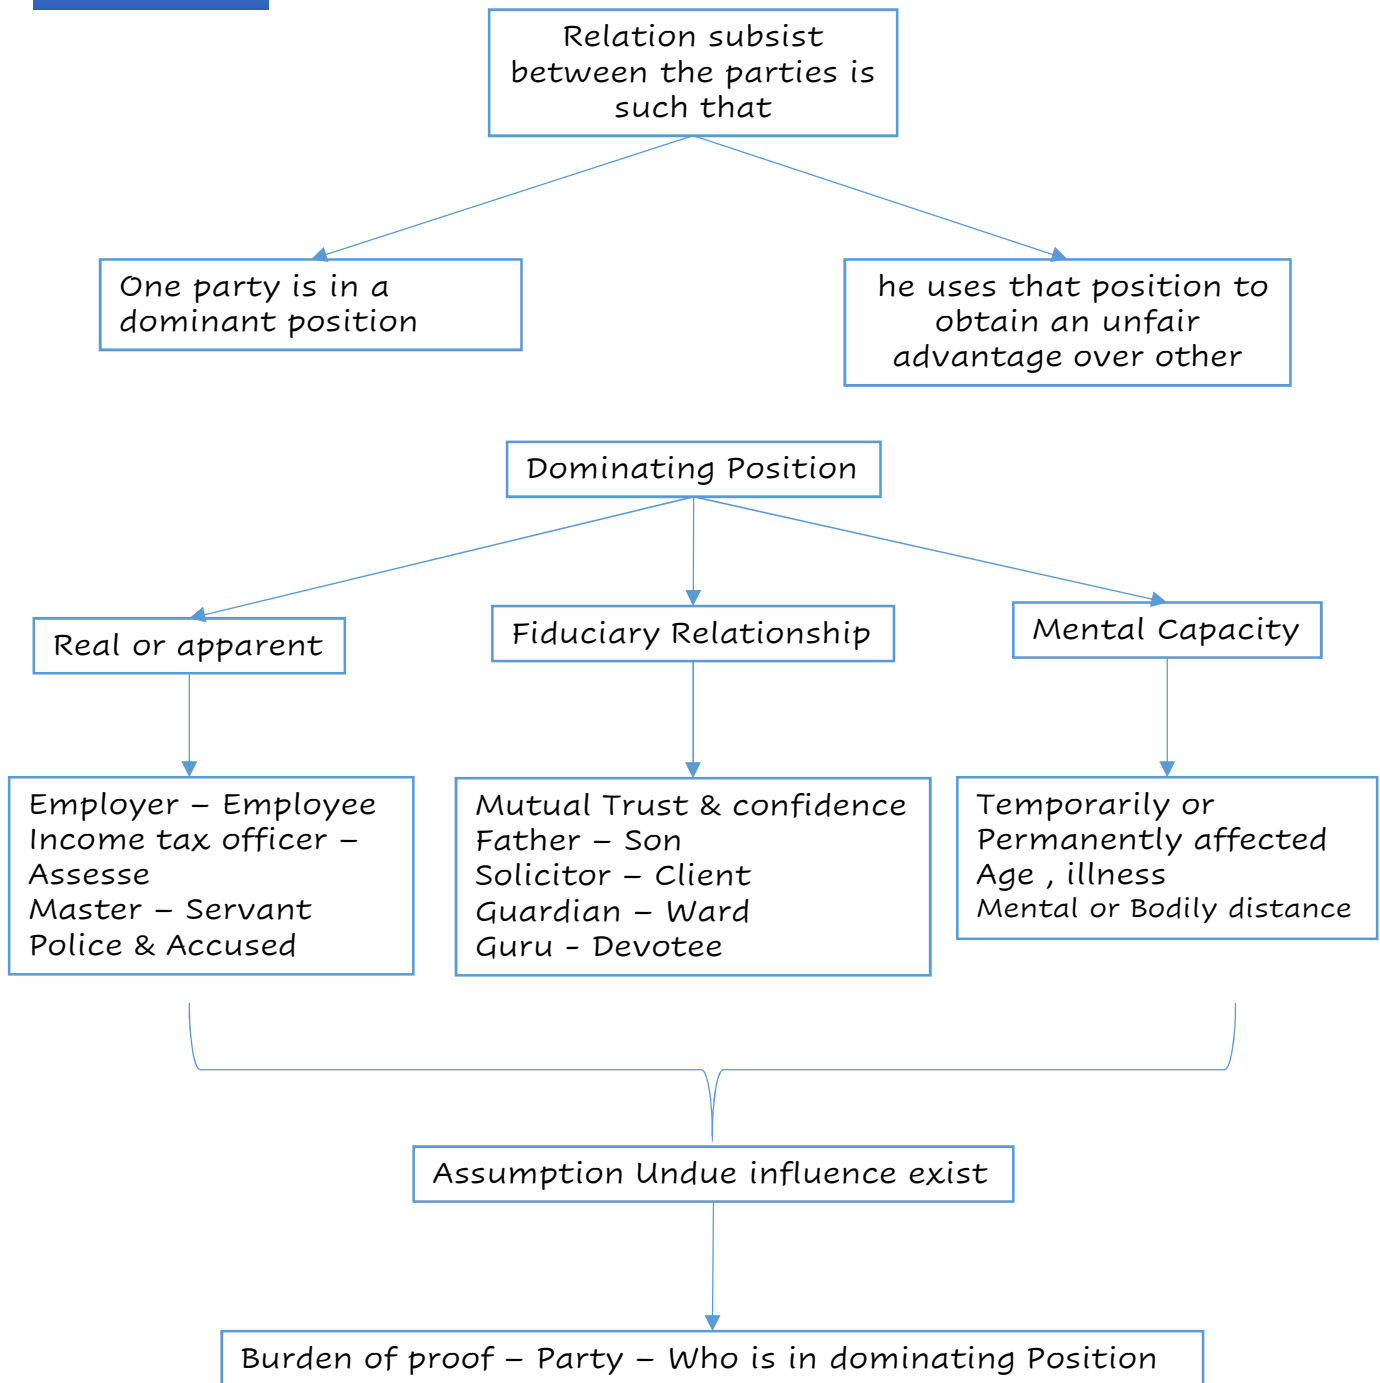 Relation subsist
between the parties is
such that
One party is in a
dominant position
he uses that position to
obtain an unfair
advantage over other
Dominating Position
Real or apparent
Fiduciary Relationship
Mental Capacity
Employer – Employee
Income tax officer –
Assesse
Master – Servant
Police & Accused
Mutual Trust & confidence
Father – Son
Solicitor – Client
Guardian – Ward
Guru - Devotee
Temporarily or
Permanently affected
Age , illness
Mental or Bodily distance
Assumption Undue influence exist
Burden of proof – Party – Who is in dominating Position